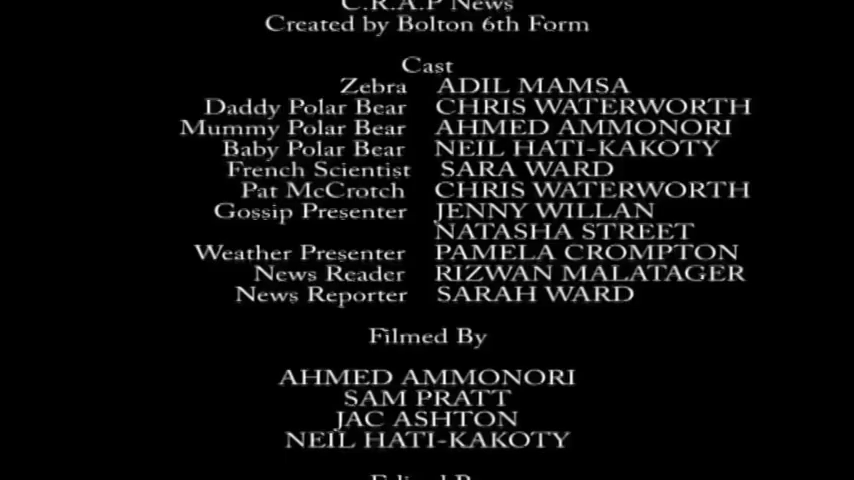 C.R.A.P News
Created by Bolton 6th Form
Cast
Zebra ADIL MAMSA
Daddy Polar Bear CHRIS WATERWORTH
Mummy Polar Bear AHMED AMMONORI
Baby Polar Bear NEIL HATI-KAKOTY
French Scientist SARA WARD
Pat McCrotch CHRIS WATERWORTH
Gossip Presenter JENNY WILLAN
NATASHA STREET
Weather Presenter PAMELA CROMPTON
News Reader RIZWAN MALATAGER
News Reporter SARAH WARD
Filmed By
AHMED AMMONORI
SAM PRATT
JAC ASHTON
NEIL HATI-KAKOTY